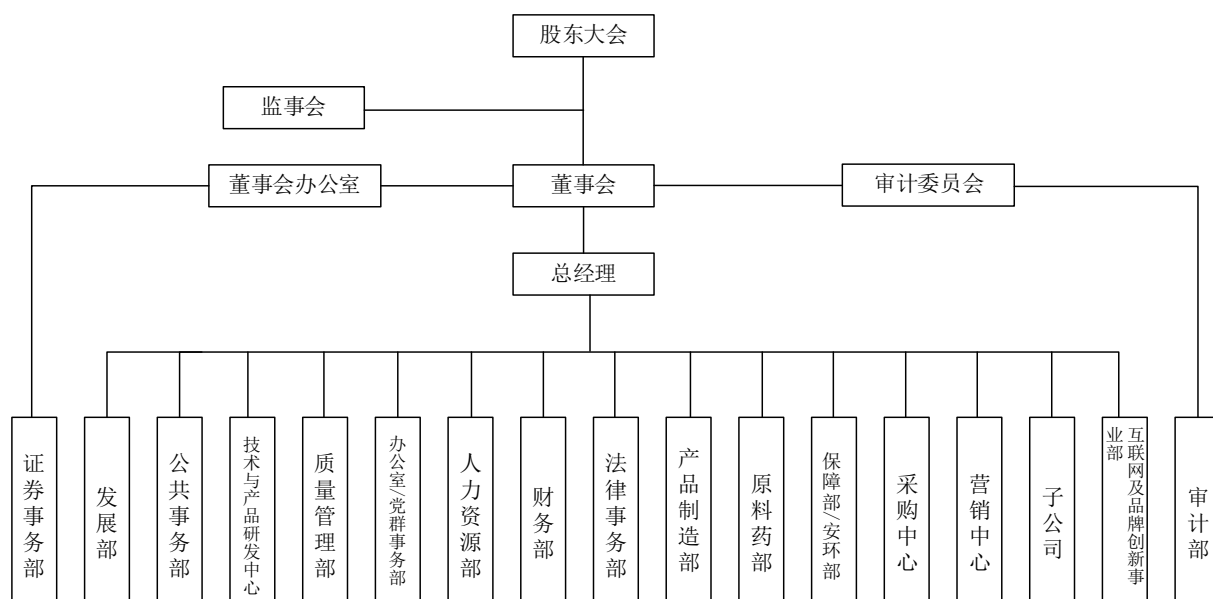 股东大会
监事会
董事会办公室
董事会
审计委员会
总经理
证券事务部
发展部
公共事务部
技术与产品研发中心
质量管理部
办公室/党群事务部
人力资源部
财务部
法律事务部
产品制造部
原料药部
保障部/安环部
采购中心
营销中心
子公司
互联网及品牌创新事
业部
审计部